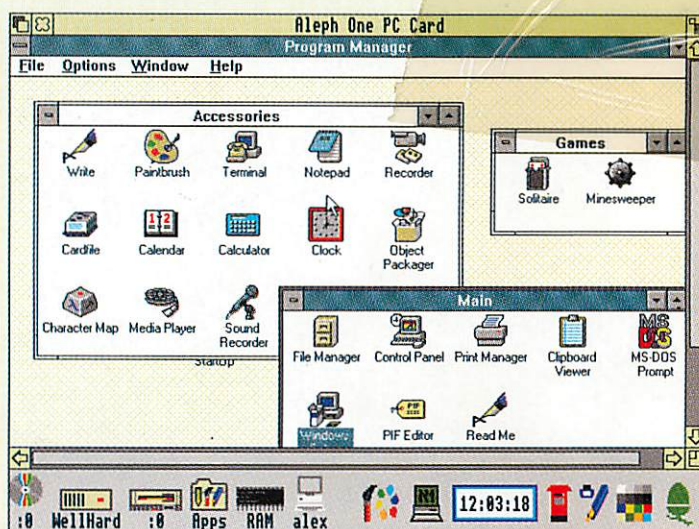 Aleph One PC Card
Program Manager
File Options Window Help
Accessories
Write Paintbrush Terminal Notepad Recorder
Cardfile Calendar Calculator Clock Object Packager
Character Map Media Player Sound Recorder
StartUp
Games
Solitaire Minesweeper
Main
File Manager Control Panel Print Manager Clipboard Viewer MS-DOS Prompt
Windows
PIF Editor Read Me
:0 WellHard :0 Apps RAM alex
12:03:18